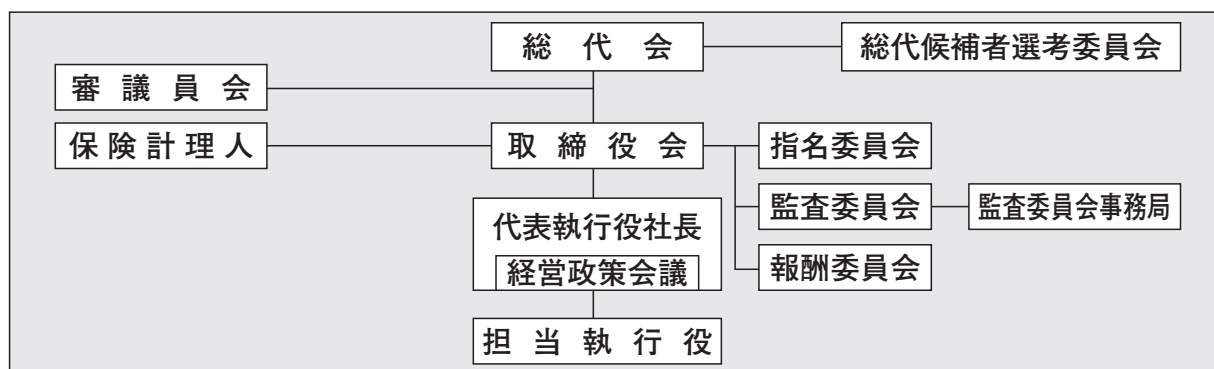 総代会
総代候補者選考委員会
審議員会
保険計理人
取締役会
指名委員会
監査委員会
監査委員会事務局
代表執行役社長
経営政策会議
報酬委員会
担当執行役